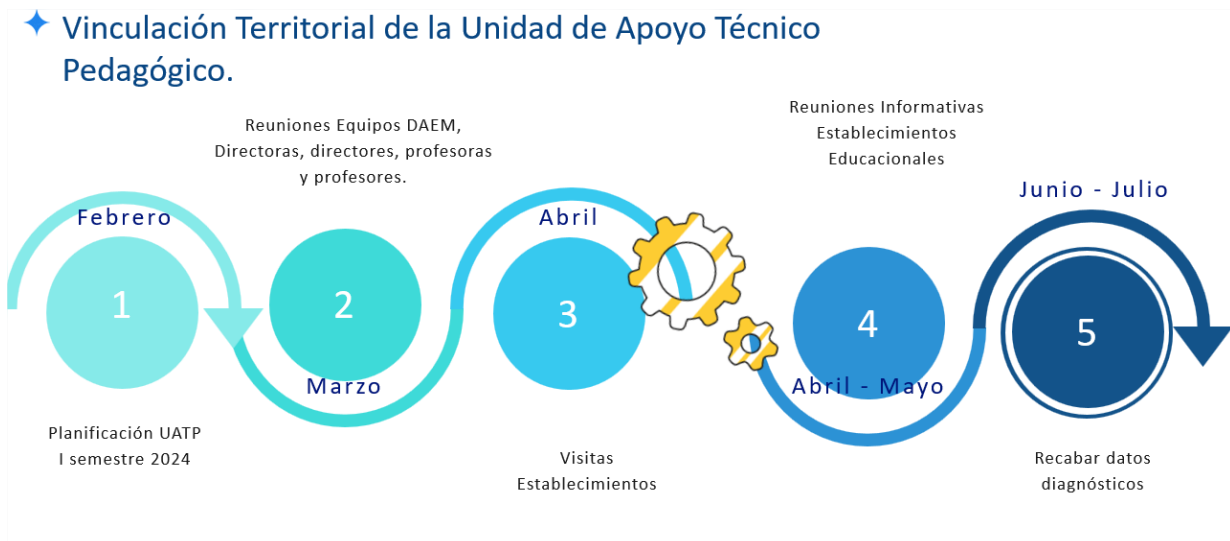 Vinculación Territorial de la Unidad de Apoyo Técnico
Pedagógico.
Febrero
1
Planificación UATP
I semestre 2024
Reuniones Equipos DAEM,
Directoras, directores, profesoras
y profesores.
2
Marzo
Abril
3
Visitas
Establecimientos
Reuniones Informativas
Establecimientos
Educacionales
4
Abril - Mayo
Junio - Julio
5
Recabar datos
diagnósticos